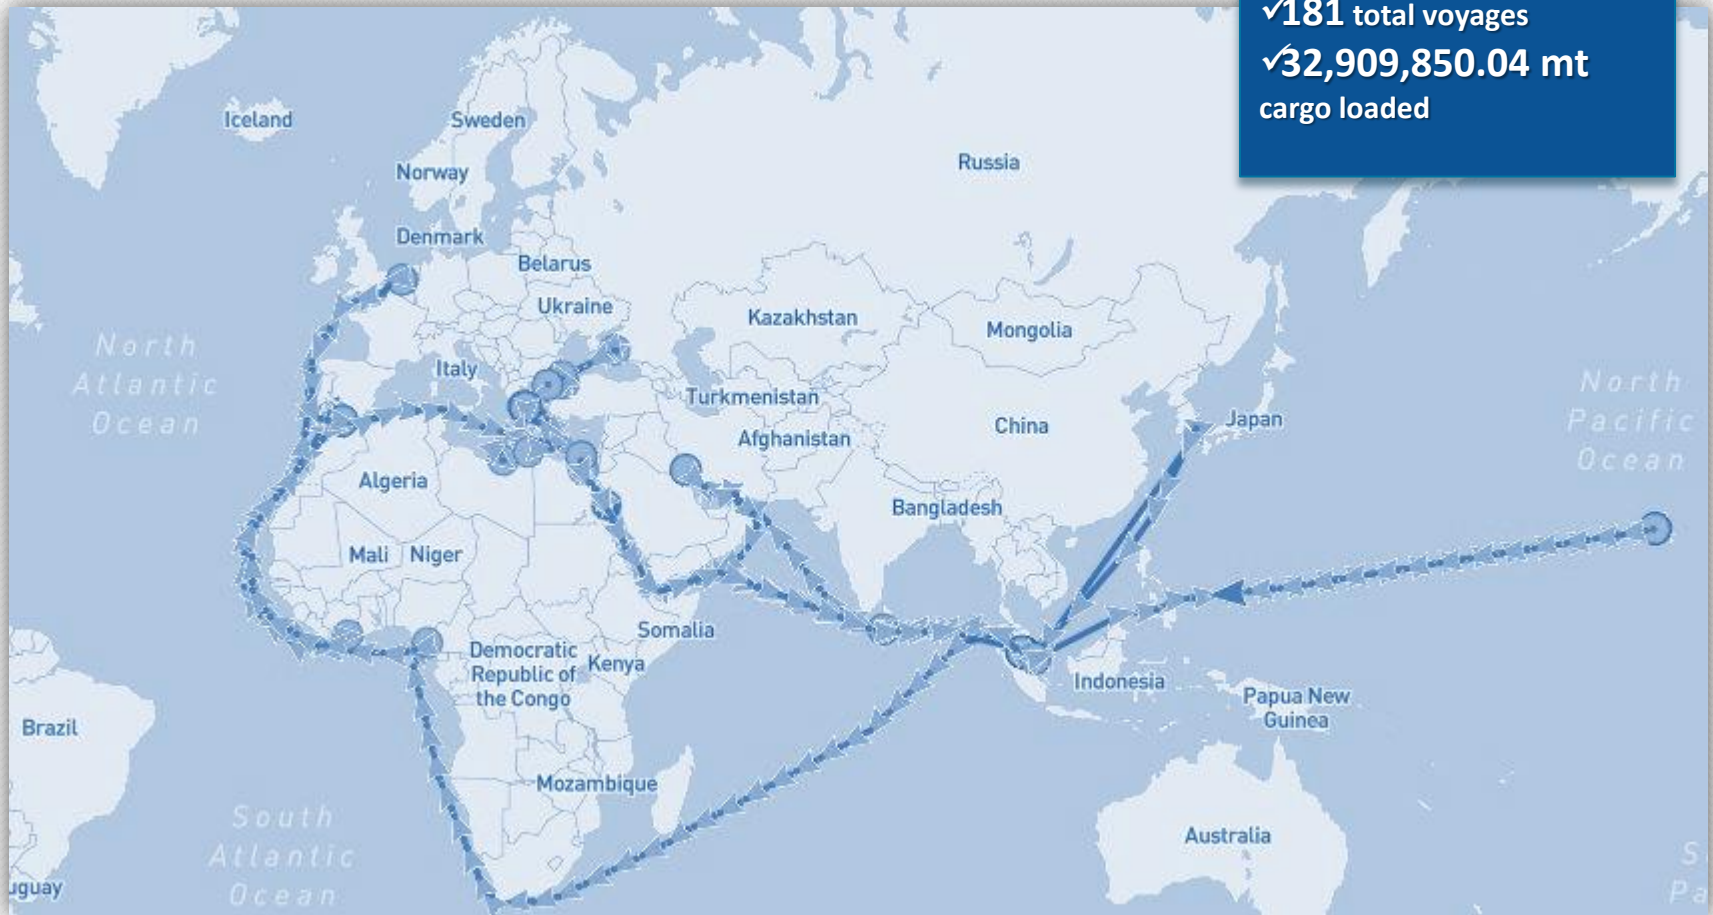 ✓181 total voyages
✓32,909,850.04 mt
cargo loaded
Iceland
Sweden
Norway
Russia
Denmark
Belarus
Ukraine
Kazakhstan
Mongolia
North
Atlantic
Ocean
Italy
Turkmenistan
Afghanistan
China
Japan
North
Pacific
Ocean
Algeria
Bangladesh
Mali
Niger
Somalia
Democratic
Republic of
the Congo
Kenya
Indonesia
Papua New
Guinea
Brazil
Mozambique
South
Atlantic
Ocean
Australia
uguay
S
Pa